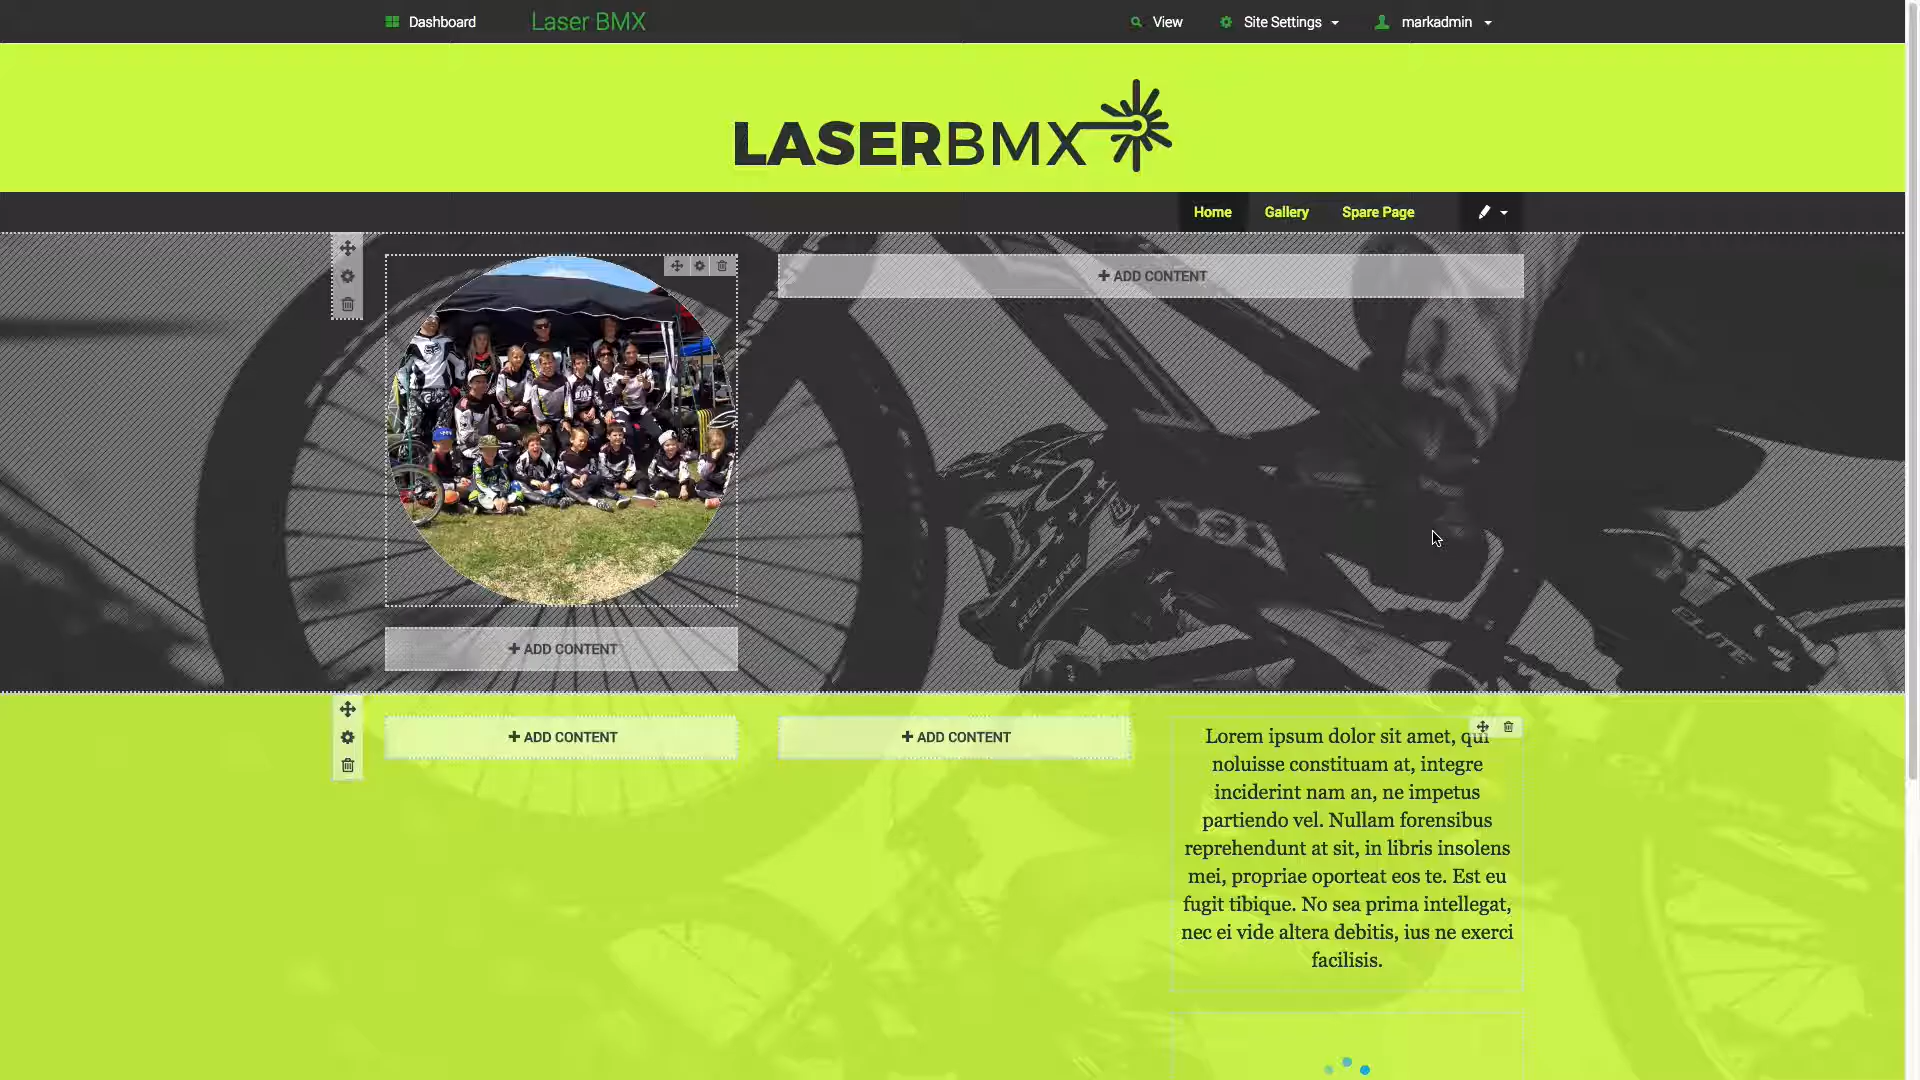 Dashboard
Laser BMX
View
Site Settings
markadmin
LASERBMX
Home
Gallery
Spare Page
ADD CONTENT
REDLINE
ELITE
ADD CONTENT
ADD CONTENT
ADD CONTENT
Lorem ipsum dolor sit amet, qui
noluisse constituam at, integre
inciderint nam an, ne impetus
partiendo vel. Nullam forensibus
reprehendunt at sit, in libris insolens
mei, propriae oporteat eos te. Est eu
fugit tibique. No sea prima intellegat,
nec ei vide altera debitis, ius ne exerci
facilisis.